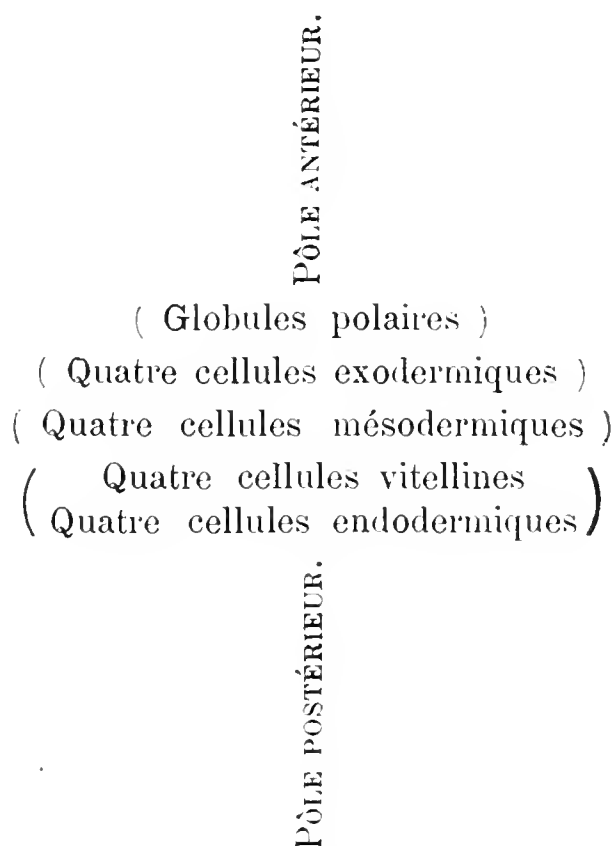 PÔLE ANTÉRIEUR.
( Globules polaires )
( Quatre cellules exodermiques )
( Quatre cellules mésodermiques )
( Quatre cellules vitellines
Quatre cellules endodermiques )
PÔLE POSTÉRIEUR.